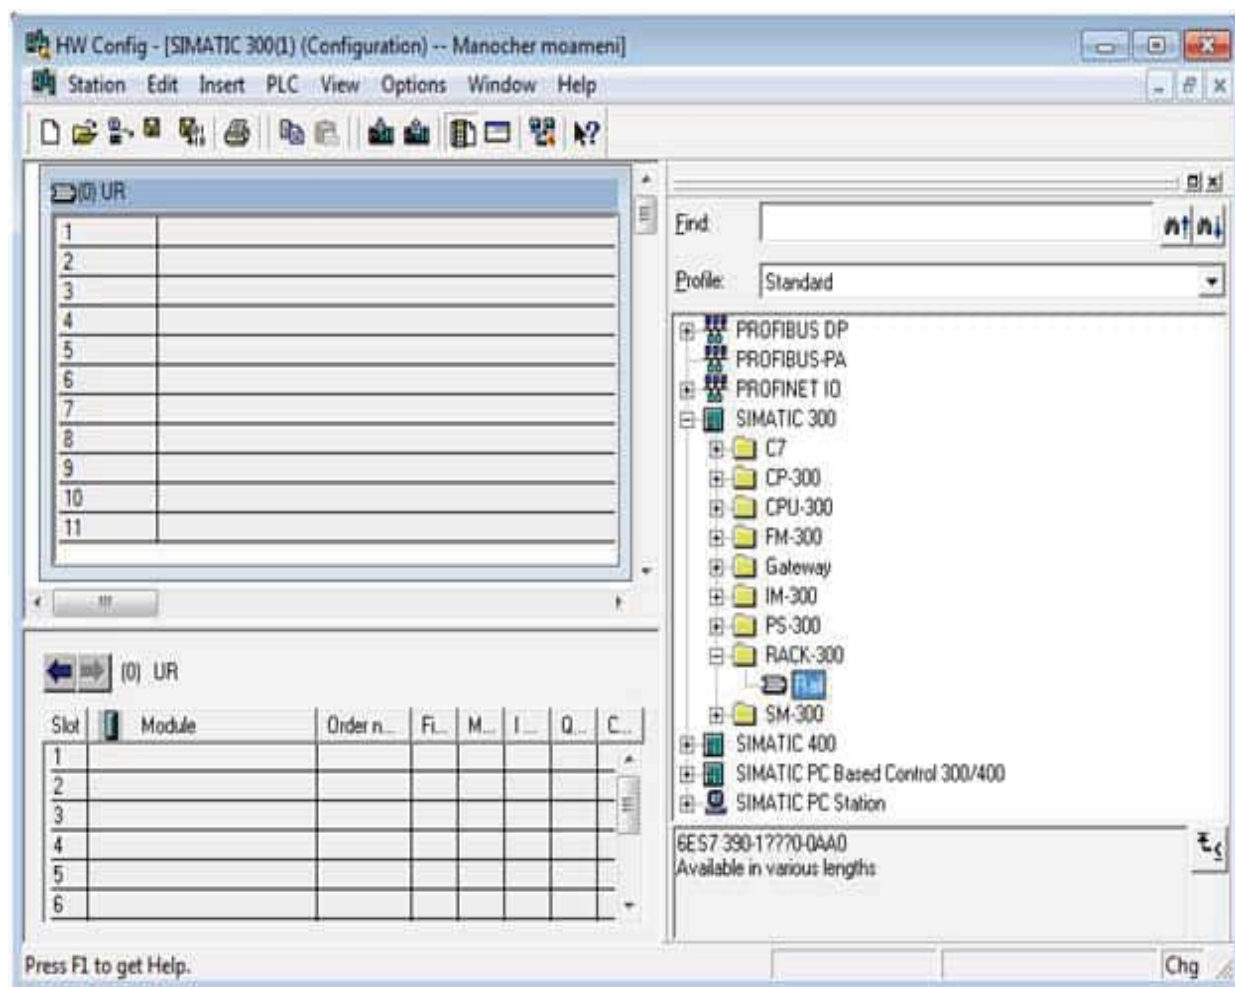 HW Config - [SIMATIC 300(1) (Configuration) -- Manocher moameni]
Station Edit Insert PLC View Options Window Help
(0) UR
1
2
3
4
5
6
7
8
9
10
11
(0) UR
Slot Module Order n... Fi... M... I ... Q... C...
1
2
3
4
5
6
Find:
Profile: Standard
PROFIBUS DP
PROFIBUS-PA
PROFINET IO
SIMATIC 300
C7
CP-300
CPU-300
FM-300
Gateway
IM-300
PS-300
RACK-300
Rail
SM-300
SIMATIC 400
SIMATIC PC Based Control 300/400
SIMATIC PC Station
6ES7 390-1???0-0AA0
Available in various lengths
Press F1 to get Help.
Chg